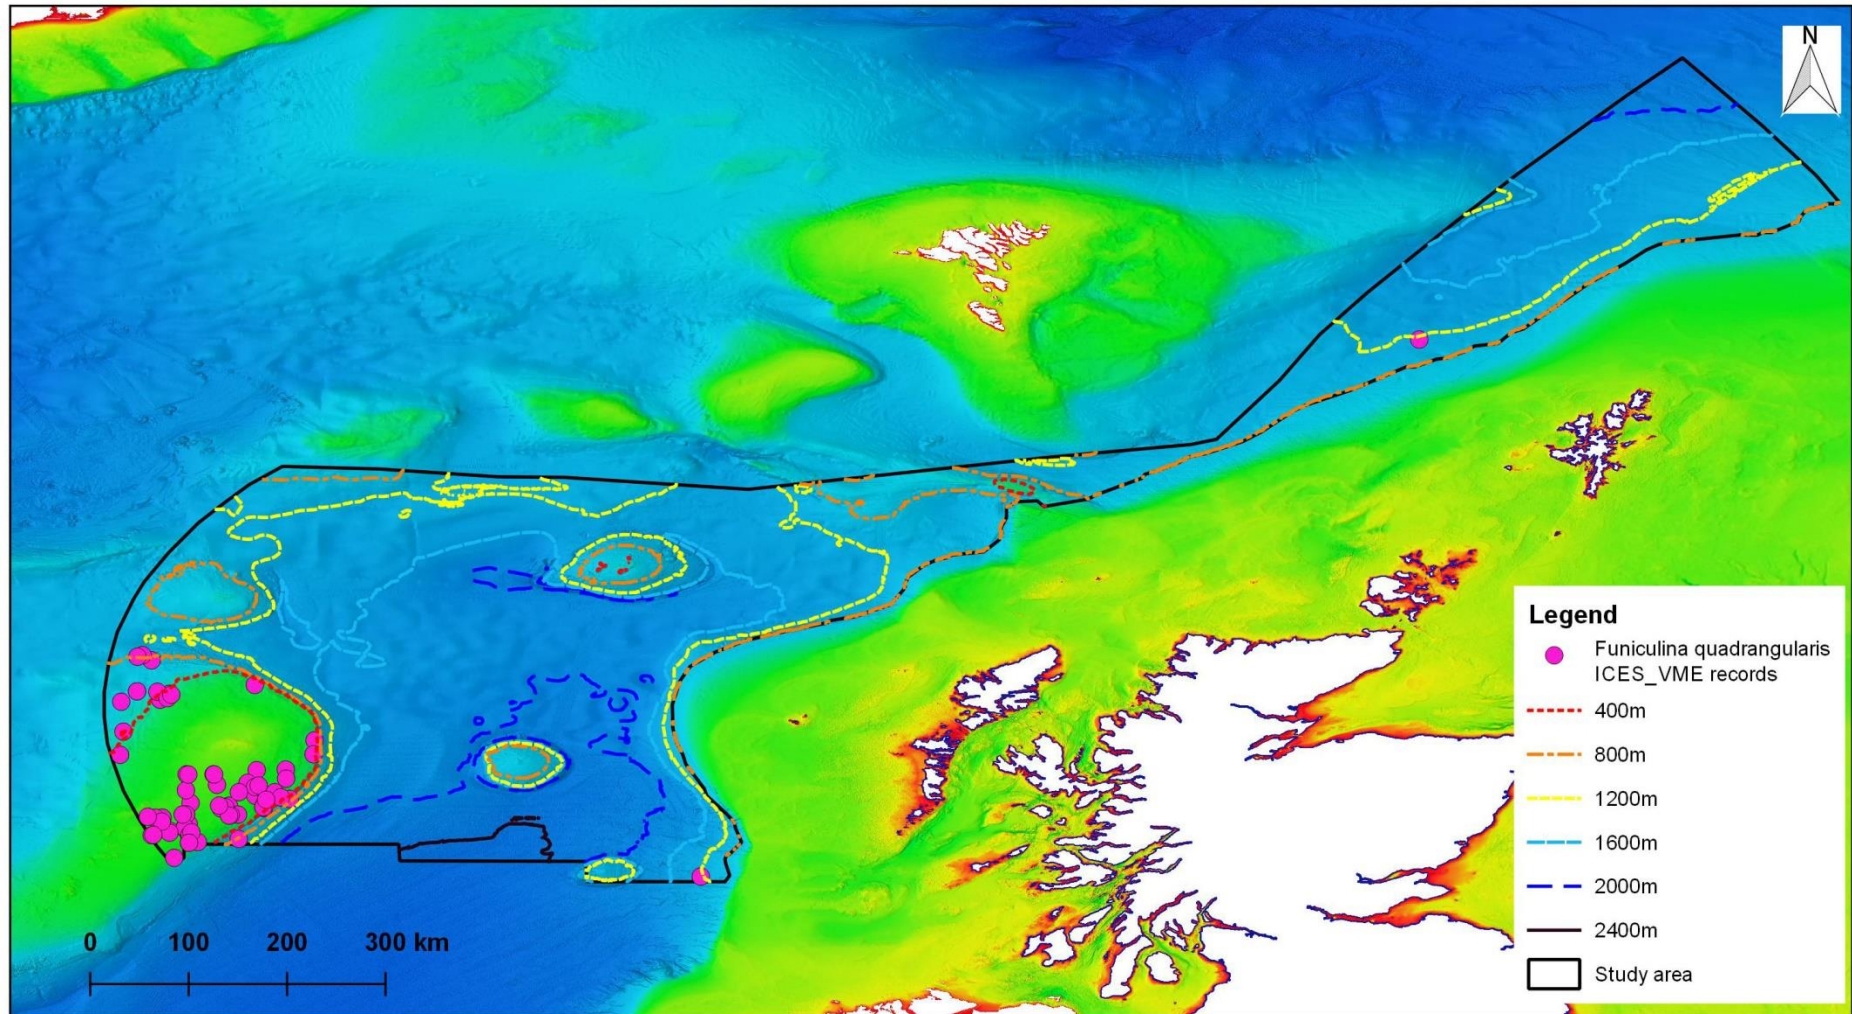 N
Legend
Funiculina quadrangularis
ICES_VME records
400m
800m
1200m
1600m
2000m
2400m
Study area
0 100 200 300 km